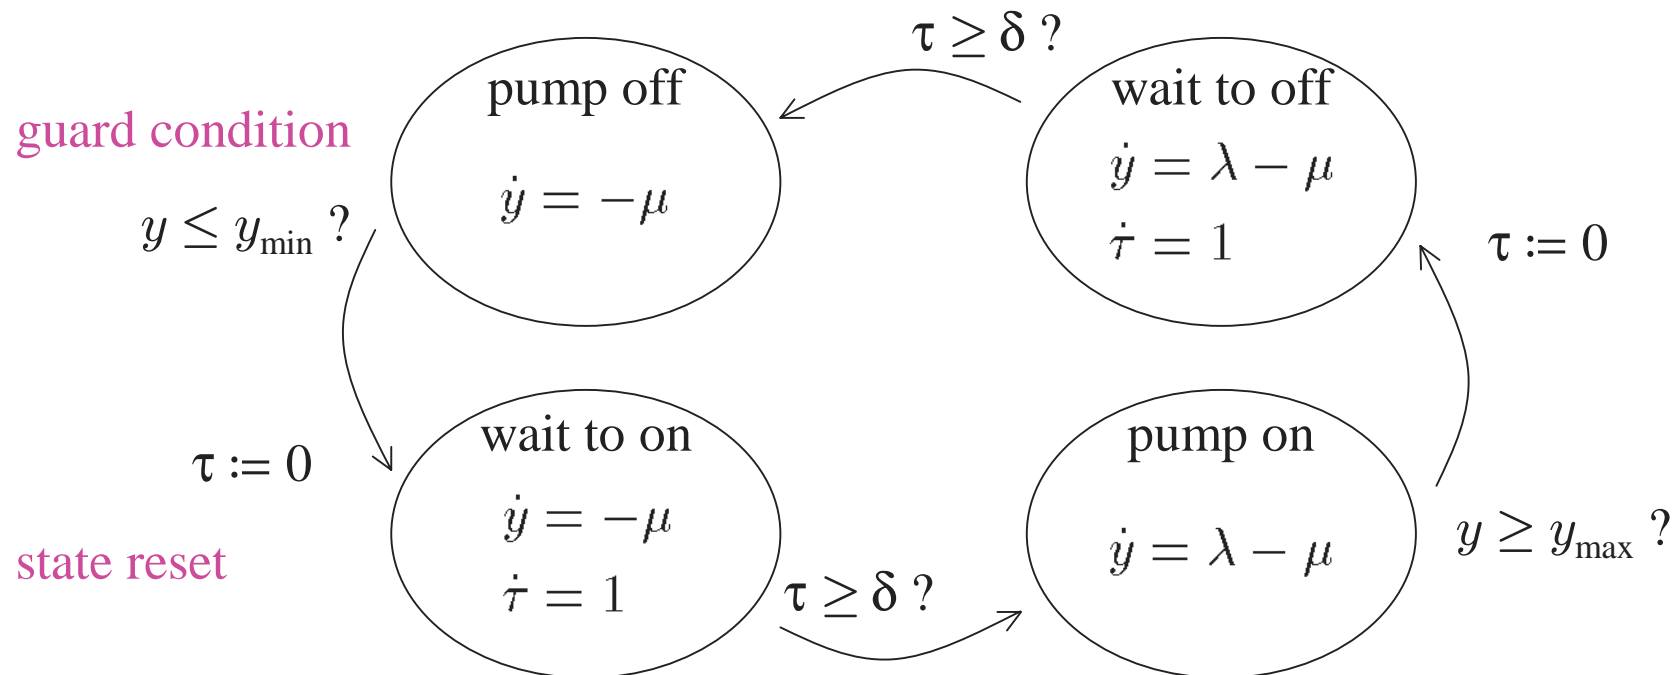 τ ≥ δ ?
pump off
wait to off
guard condition
ẏ = −μ
ẏ = λ − μ
τ̇ = 1
y ≤ y_min ?
τ := 0
wait to on
pump on
τ := 0
ẏ = −μ
ẏ = λ − μ
y ≥ y_max ?
state reset
τ̇ = 1
τ ≥ δ ?